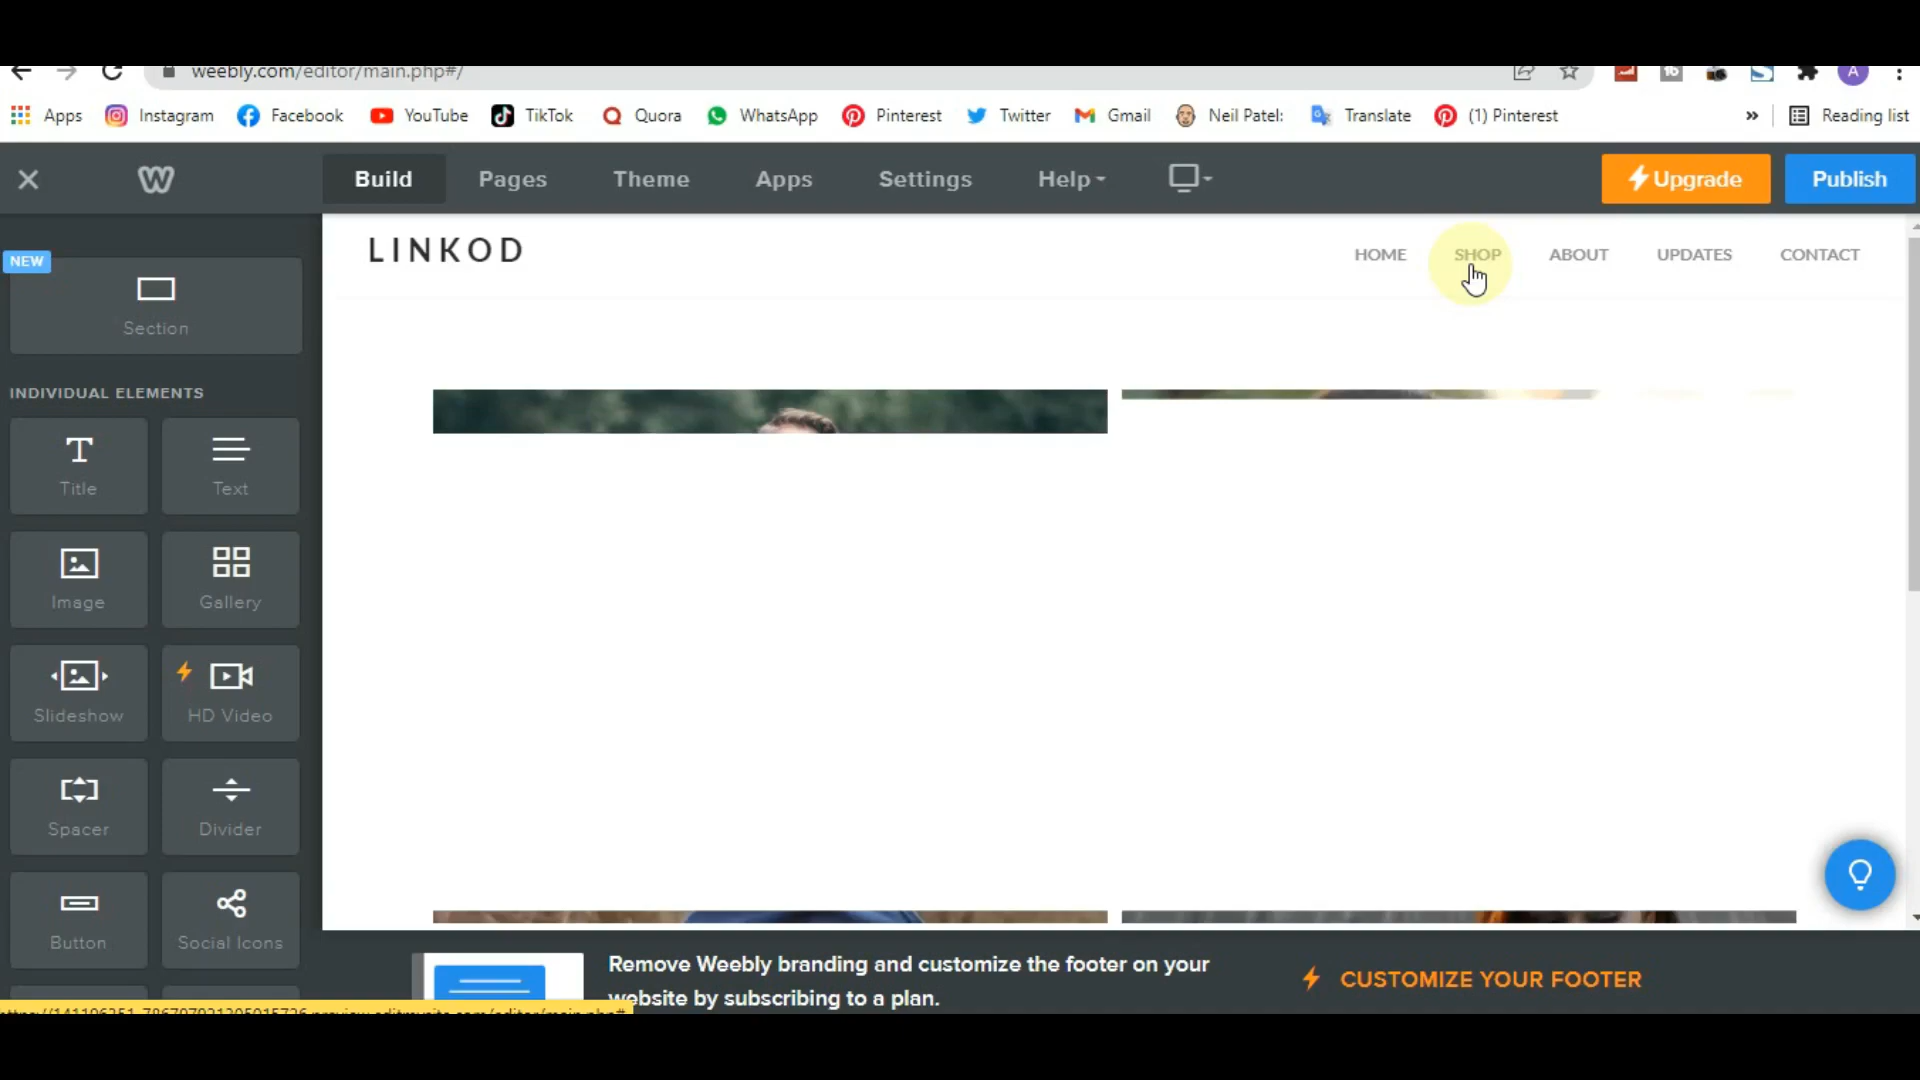 weebly.com/editor/main.php#/
Apps Instagram Facebook YouTube TikTok Quora WhatsApp Pinterest Twitter Gmail Neil Patel: Translate (1) Pinterest » Reading list
Build Pages Theme Apps Settings Help Upgrade Publish
LINKOD
HOME SHOP ABOUT UPDATES CONTACT
NEW
Section
INDIVIDUAL ELEMENTS
Title Text
Image Gallery
Slideshow HD Video
Spacer Divider
Button Social Icons
Remove Weebly branding and customize the footer on your
website by subscribing to a plan.
CUSTOMIZE YOUR FOOTER
A